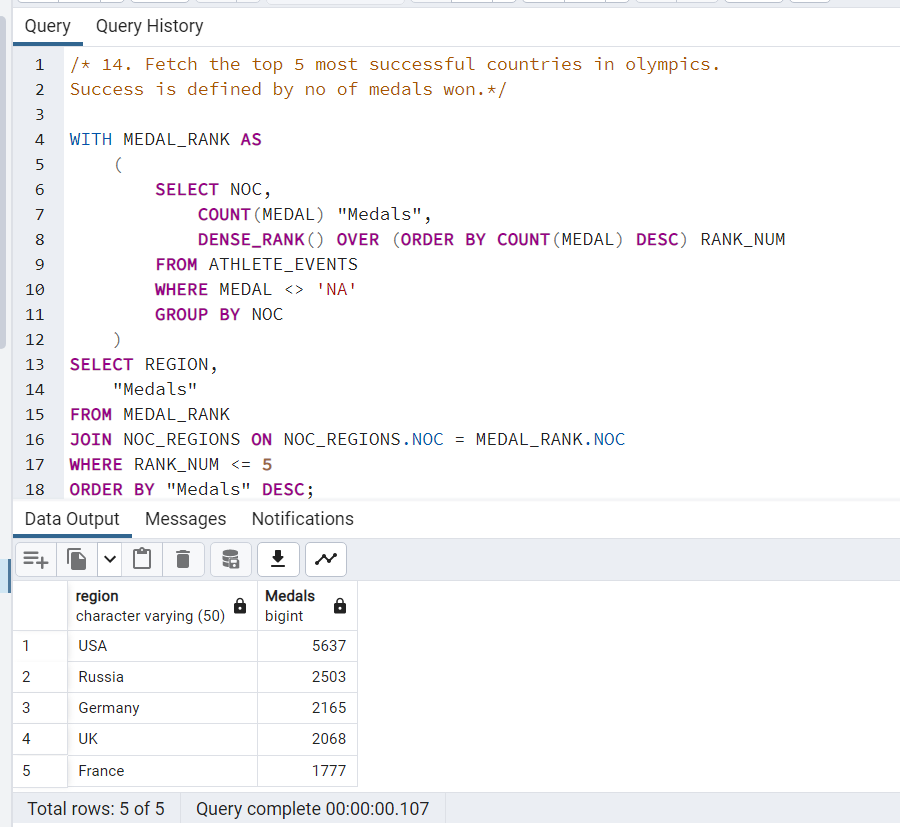 Query Query History
1 /* 14. Fetch the top 5 most successful countries in olympics.
2 Success is defined by no of medals won.*/
3
4 WITH MEDAL_RANK AS
5 (
6 SELECT NOC,
7 COUNT(MEDAL) "Medals",
8 DENSE_RANK() OVER (ORDER BY COUNT(MEDAL) DESC) RANK_NUM
9 FROM ATHLETE_EVENTS
10 WHERE MEDAL <> 'NA'
11 GROUP BY NOC
12 )
13 SELECT REGION,
14 "Medals"
15 FROM MEDAL_RANK
16 JOIN NOC_REGIONS ON NOC_REGIONS.NOC = MEDAL_RANK.NOC
17 WHERE RANK_NUM <= 5
18 ORDER BY "Medals" DESC;
Data Output Messages Notifications
region Medals
character varying (50) bigint
1 USA 5637
2 Russia 2503
3 Germany 2165
4 UK 2068
5 France 1777
Total rows: 5 of 5 Query complete 00:00:00.107